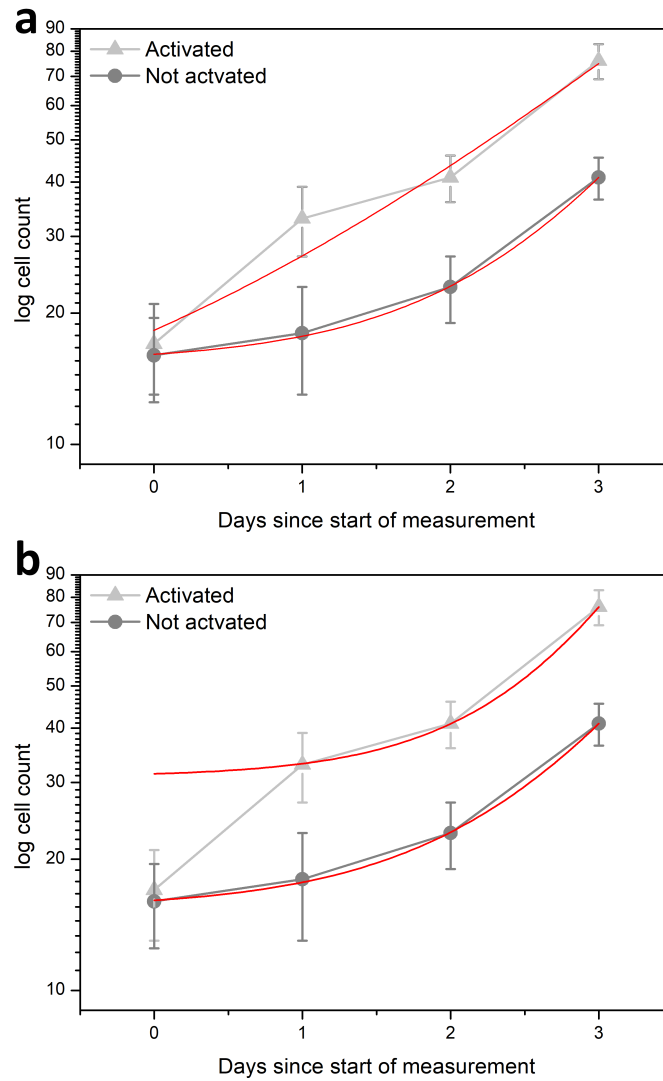 a
90
80
70
60
50
40
30
20
10
Activated
Not actvated
log cell count
0 1 2 3
Days since start of measurement
b
90
80
70
60
50
40
30
20
10
Activated
Not actvated
log cell count
0 1 2 3
Days since start of measurement